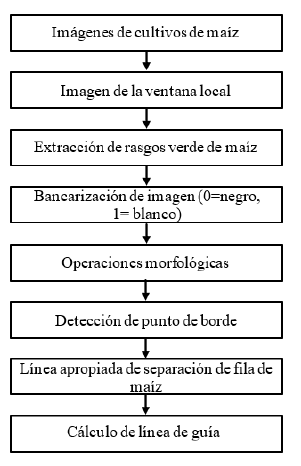 Imágenes de cultivos de maíz
Imagen de la ventana local
Extracción de rasgos verde de maíz
Bancarización de imagen (0=negro,
1= blanco)
Operaciones morfológicas
Detección de punto de borde
Línea apropiada de separación de fila de
maíz
Cálculo de línea de guía